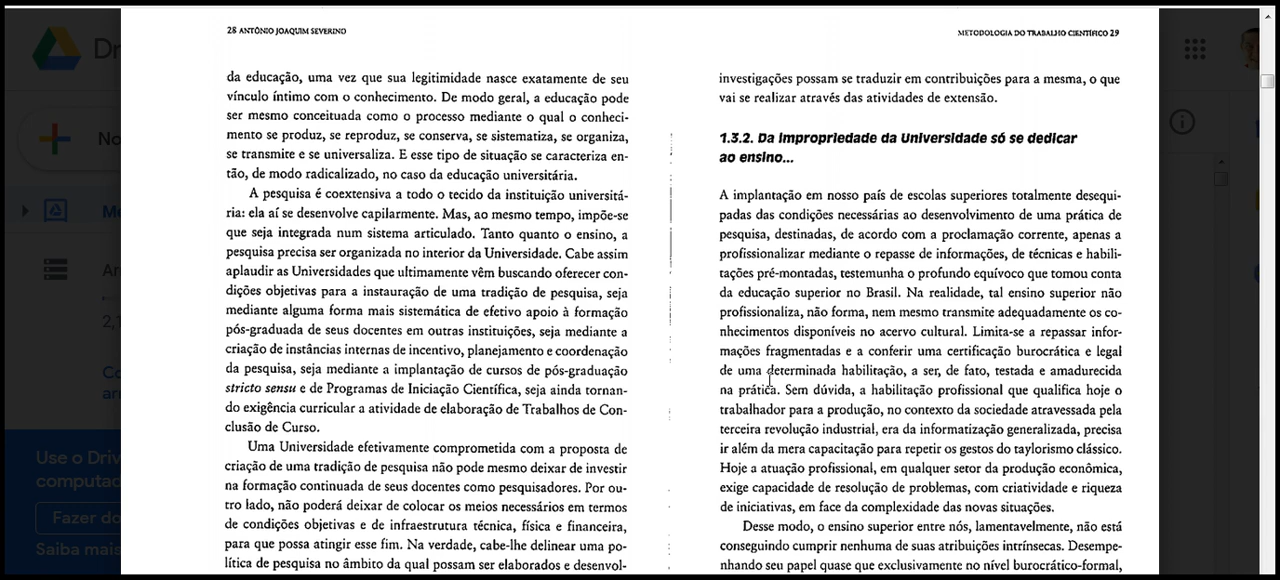 28 ANTÔNIO JOAQUIM SEVERINO
da educação, uma vez que sua legitimidade nasce exatamente de seu
vínculo íntimo com o conhecimento. De modo geral, a educação pode
ser mesmo conceituada como o processo mediante o qual o conheci-
mento se produz, se reproduz, se conserva, se sistematiza, se organiza,
se transmite e se universaliza. E esse tipo de situação se caracteriza en-
tão, de modo radicalizado, no caso da educação universitária.
A pesquisa é coextensiva a todo o tecido da instituição universitá-
ria: ela aí se desenvolve capilarmente. Mas, ao mesmo tempo, impõe-se
que seja integrada num sistema articulado. Tanto quanto o ensino, a
pesquisa precisa ser organizada no interior da Universidade. Cabe assim
aplaudir as Universidades que ultimamente vêm buscando oferecer con-
dições objetivas para a instauração de uma tradição de pesquisa, seja
mediante alguma forma mais sistemática de efetivo apoio à formação
pós-graduada de seus docentes em outras instituições, seja mediante a
criação de instâncias internas de incentivo, planejamento e coordenação
da pesquisa, seja mediante a implantação de cursos de pós-graduação
stricto sensu e de Programas de Iniciação Científica, seja ainda tornan-
do exigência curricular a atividade de elaboração de Trabalhos de Con-
clusão de Curso.
Uma Universidade efetivamente comprometida com a proposta de
criação de uma tradição de pesquisa não pode mesmo deixar de investir
na formação continuada de seus docentes como pesquisadores. Por ou-
tro lado, não poderá deixar de colocar os meios necessários em termos
de condições objetivas e de infraestrutura técnica, física e financeira,
para que possa atingir esse fim. Na verdade, cabe-lhe delinear uma po-
lítica de pesquisa no âmbito da qual possam ser elaborados e desenvol-
METODOLOGIA DO TRABALHO CIENTÍFICO 29
investigações possam se traduzir em contribuições para a mesma, o que
vai se realizar através das atividades de extensão.
1.3.2. Da impropriedade da Universidade só se dedicar
ao ensino...
A implantação em nosso país de escolas superiores totalmente desequi-
padas das condições necessárias ao desenvolvimento de uma prática de
pesquisa, destinadas, de acordo com a proclamação corrente, apenas a
profissionalizar mediante o repasse de informações, de técnicas e habili-
tações pré-montadas, testemunha o profundo equívoco que tomou conta
da educação superior no Brasil. Na realidade, tal ensino superior não
profissionaliza, não forma, nem mesmo transmite adequadamente os co-
nhecimentos disponíveis no acervo cultural. Limita-se a repassar infor-
mações fragmentadas e a conferir uma certificação burocrática e legal
de uma determinada habilitação, a ser, de fato, testada e amadurecida
na prática. Sem dúvida, a habilitação profissional que qualifica hoje o
trabalhador para a produção, no contexto da sociedade atravessada pela
terceira revolução industrial, era da informatização generalizada, precisa
ir além da mera capacitação para repetir os gestos do taylorismo clássico.
Hoje a atuação profissional, em qualquer setor da produção econômica,
exige capacidade de resolução de problemas, com criatividade e riqueza
de iniciativas, em face da complexidade das novas situações.
Desse modo, o ensino superior entre nós, lamentavelmente, não está
conseguindo cumprir nenhuma de suas atribuições intrínsecas. Desempe-
nhando seu papel quase que exclusivamente no nível burocrático-formal,
Dr
No
Me
Ar
2,1
Co
ar
Use o Driv
computad
Fazer do
Saiba mais